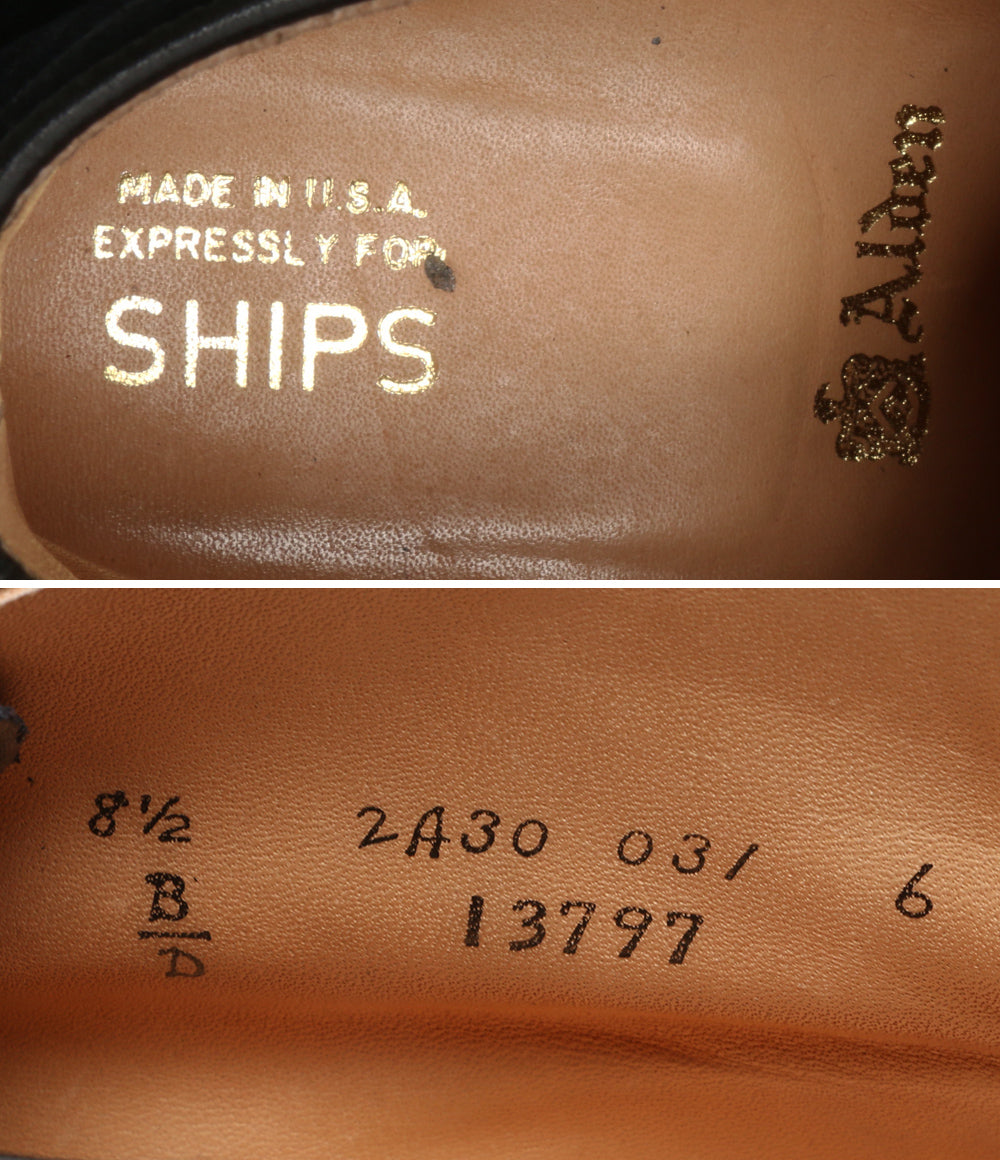 MADE IN U.S.A.
EXPRESSLY FOR
SHIPS
Alden
8½ 2A30 031 6
B 13797
D